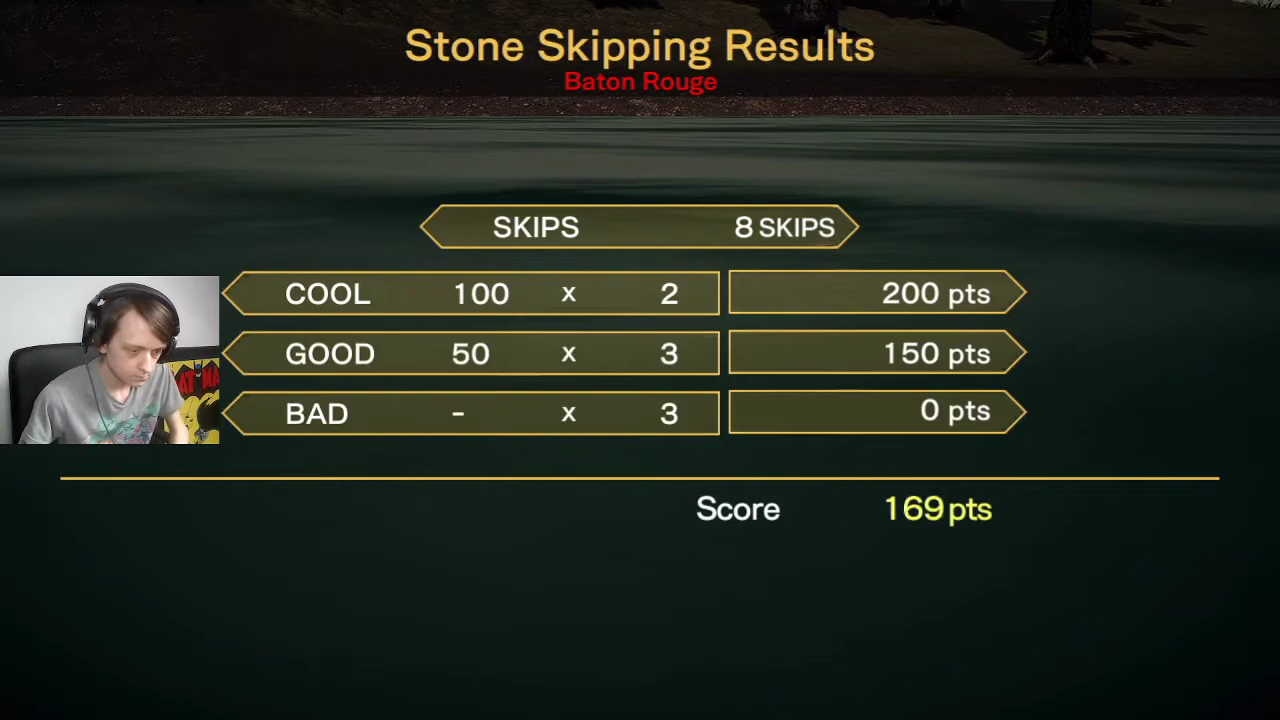 Stone Skipping Results
Baton Rouge
SKIPS 8 SKIPS
COOL 100 x 2 200 pts
GOOD 50 x 3 150 pts
BAD - x 3 0 pts
Score 169 pts
BATMA